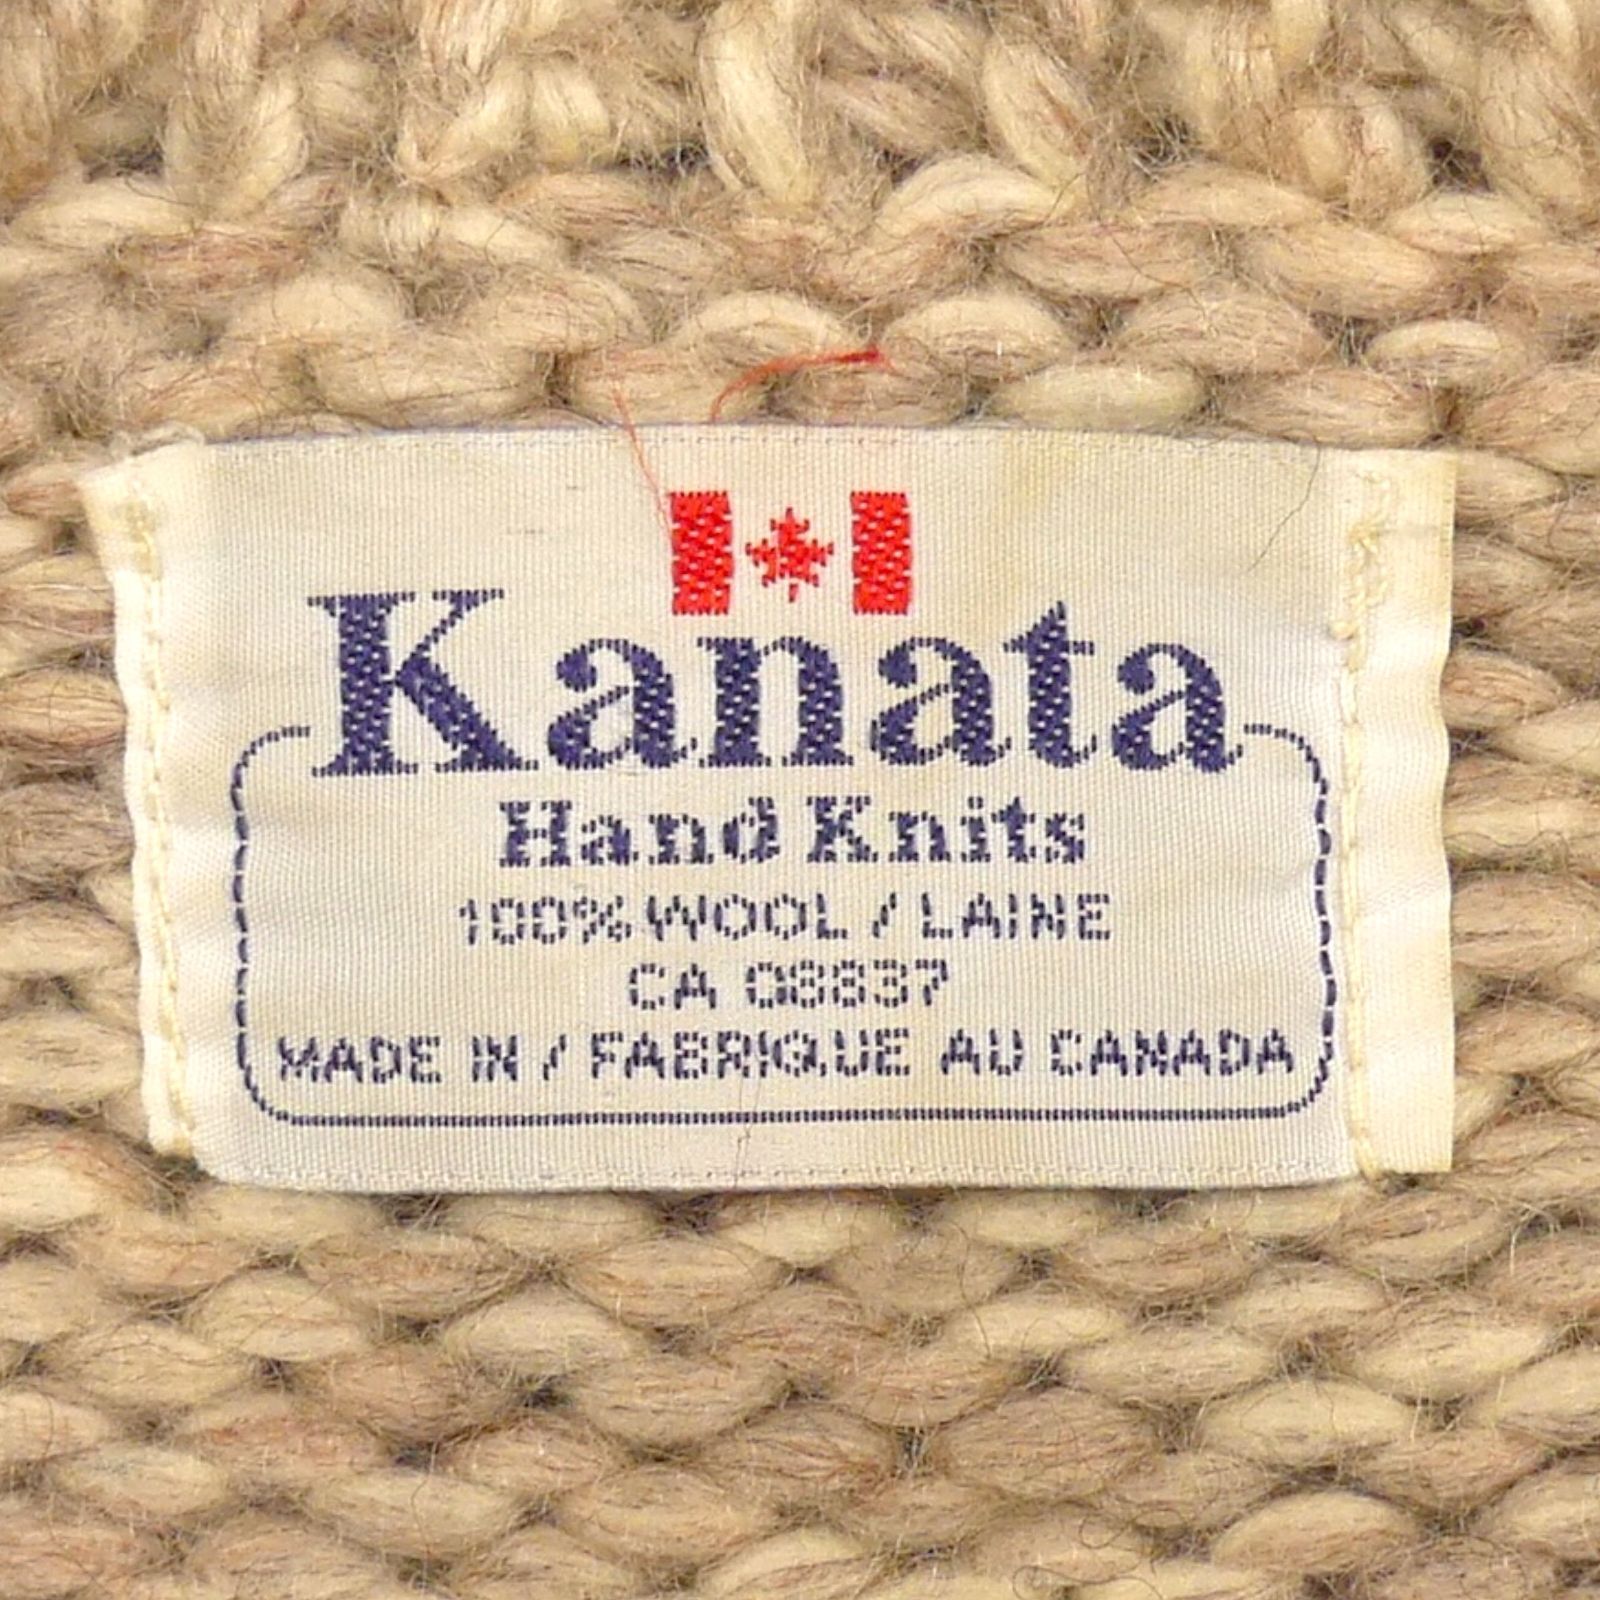 Kanata
Hand Knits
100% WOOL / LAINE
CA 08837
MADE IN / FABRIQUE AU CANADA